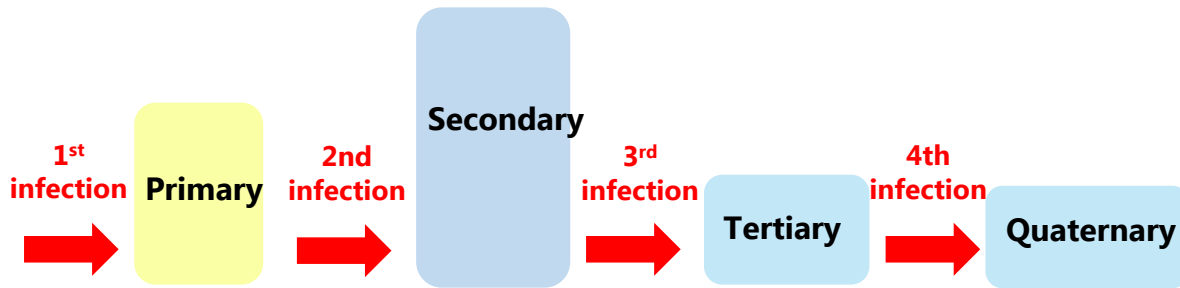 1st
infection
Primary
2nd
infection
Secondary
3rd
infection
Tertiary
4th
infection
Quaternary